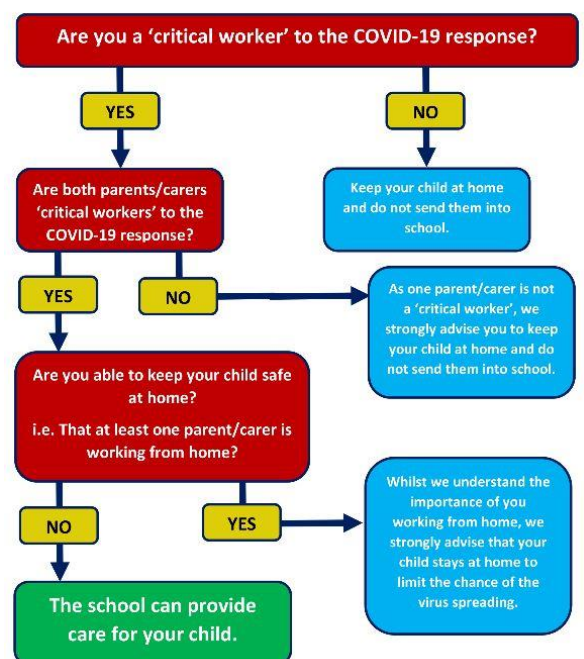 Are you a ‘critical worker’ to the COVID-19 response?
YES
NO
Are both parents/carers
‘critical workers’ to the
COVID-19 response?
Keep your child at home
and do not send them into
school.
YES
NO
As one parent/carer is not
a ‘critical worker’, we
strongly advise you to keep
your child at home and do
not send them into school.
Are you able to keep your child safe
at home?
i.e. That at least one parent/carer is
working from home?
NO
YES
Whilst we understand the
importance of you
working from home, we
strongly advise that your
child stays at home to
limit the chance of the
virus spreading.
The school can provide
care for your child.